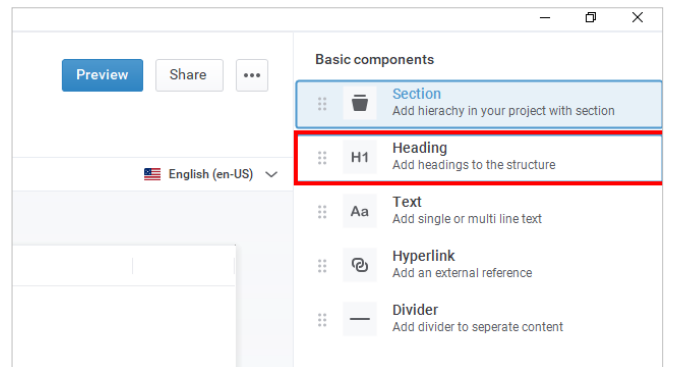 Preview
Share
English (en-US)
Basic components
Section
Add hierachy in your project with section
H1
Heading
Add headings to the structure
Aa
Text
Add single or multi line text
Hyperlink
Add an external reference
Divider
Add divider to seperate content